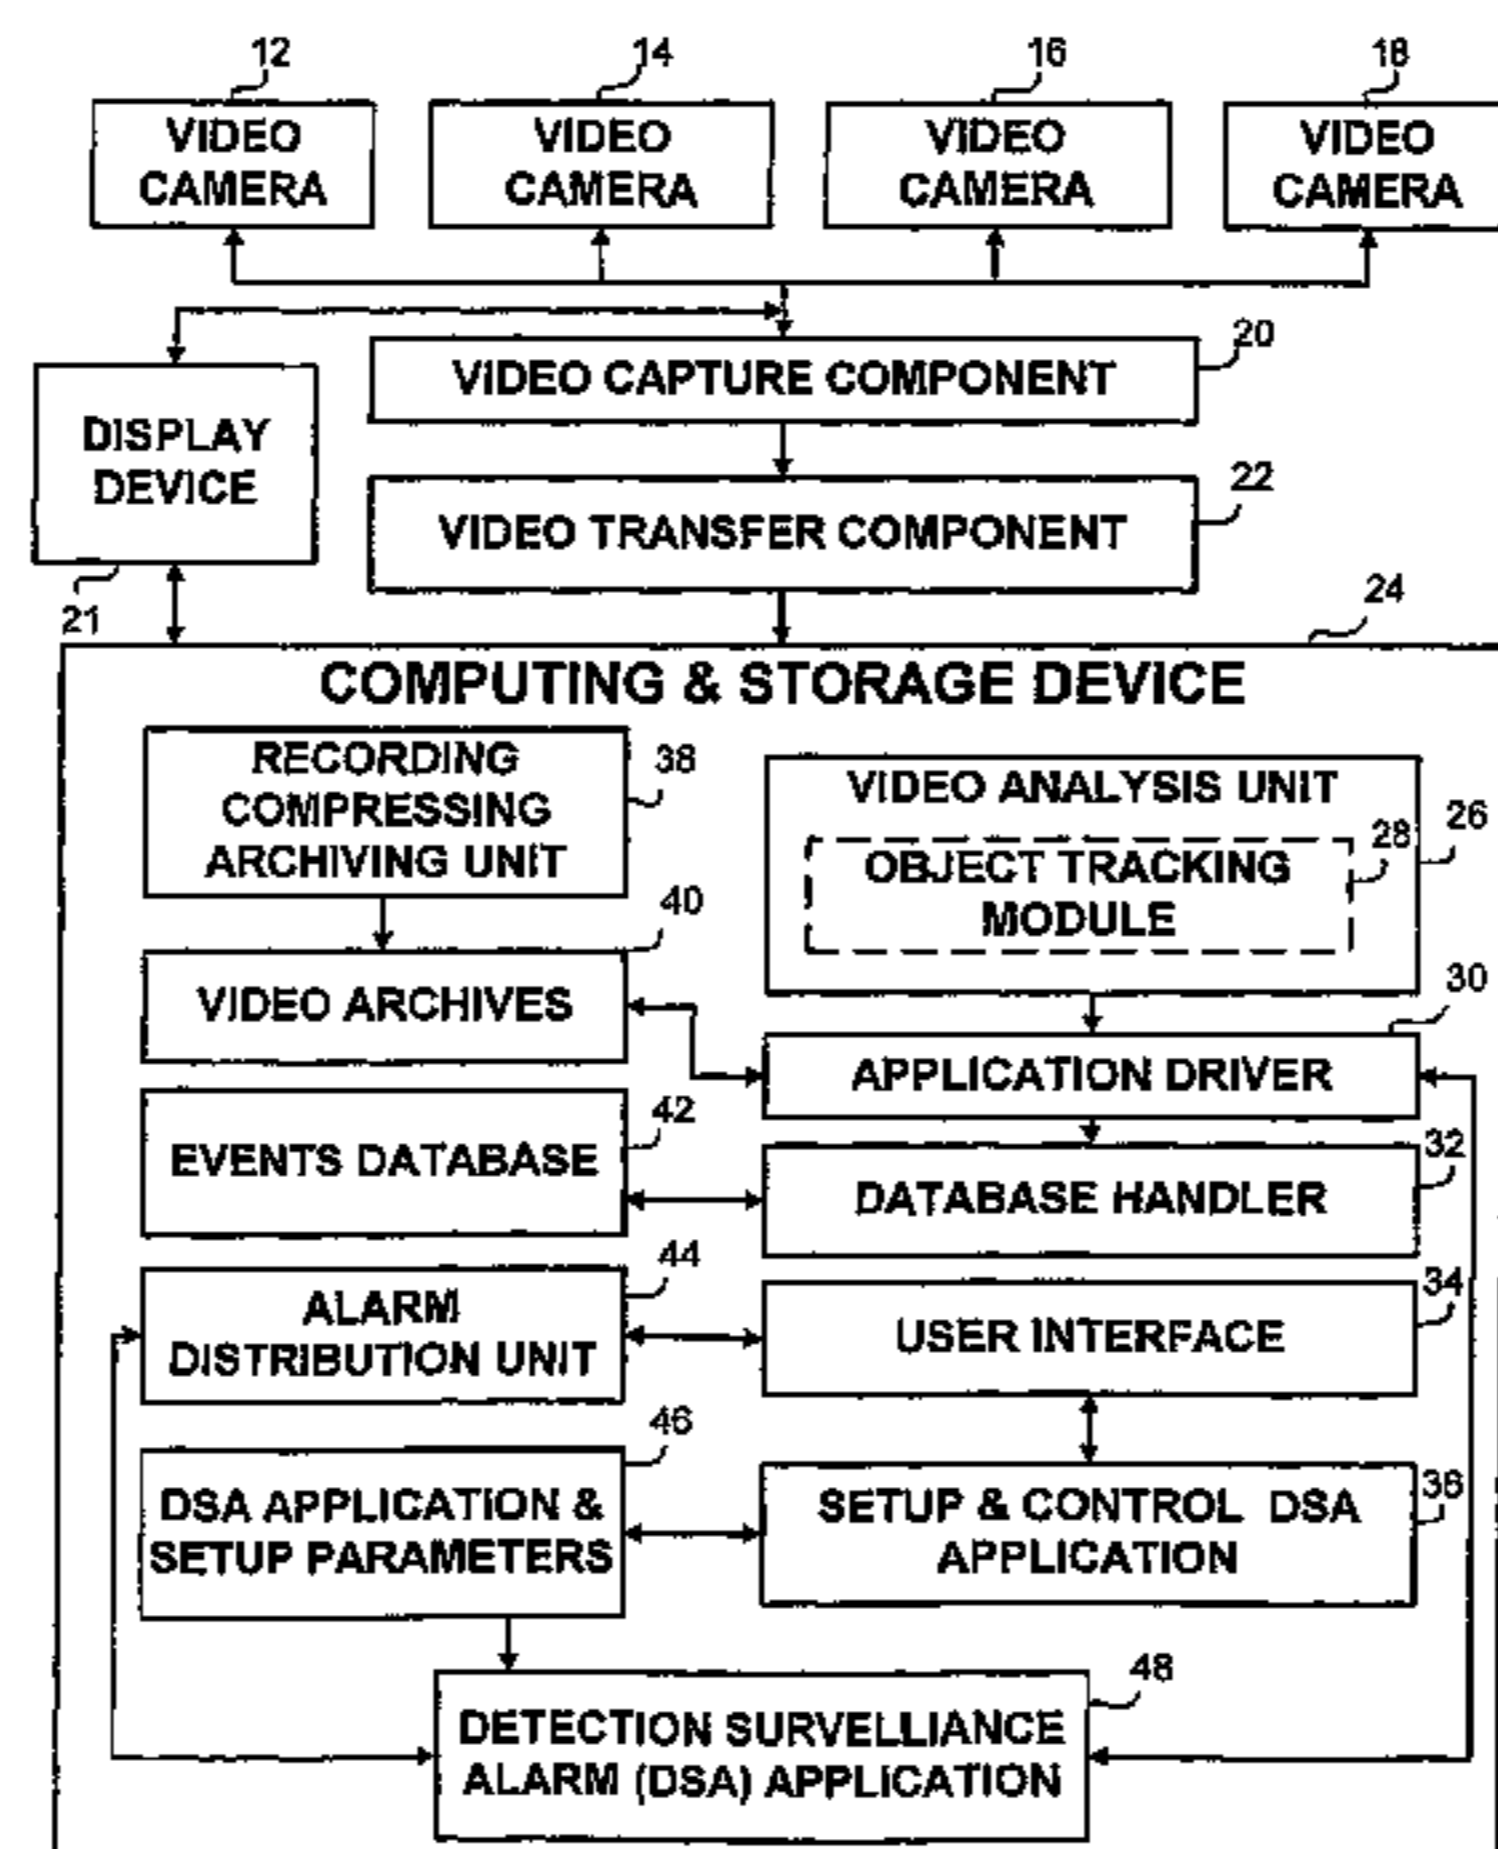 12
14
16
18
VIDEO
CAMERA
VIDEO
CAMERA
VIDEO
CAMERA
VIDEO
CAMERA
20
VIDEO CAPTURE COMPONENT
DISPLAY
DEVICE
21
22
VIDEO TRANSFER COMPONENT
24
COMPUTING & STORAGE DEVICE
RECORDING
COMPRESSING
ARCHIVING UNIT
38
VIDEO ANALYSIS UNIT
26
OBJECT TRACKING
MODULE
28
40
VIDEO ARCHIVES
30
APPLICATION DRIVER
42
EVENTS DATABASE
32
DATABASE HANDLER
44
ALARM
DISTRIBUTION UNIT
34
USER INTERFACE
46
DSA APPLICATION &
SETUP PARAMETERS
36
SETUP & CONTROL DSA
APPLICATION
48
DETECTION SURVELLIANCE
ALARM (DSA) APPLICATION